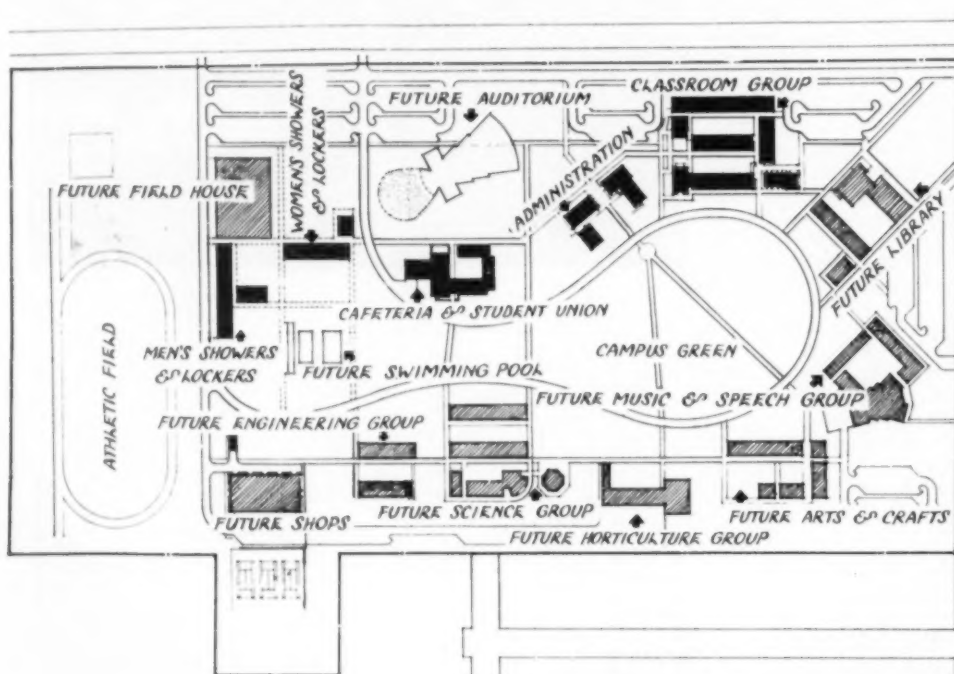 CLASSROOM GROUP
FUTURE AUDITORIUM
WOMEN'S SHOWERS
& LOCKERS
ADMINISTRATION
FUTURE FIELD HOUSE
FUTURE LIBRARY
CAFETERIA & STUDENT UNION
MEN'S SHOWERS
& LOCKERS
FUTURE SWIMMING POOL
CAMPUS GREEN
ATHLETIC FIELD
FUTURE MUSIC & SPEECH GROUP
FUTURE ENGINEERING GROUP
FUTURE SHOPS
FUTURE SCIENCE GROUP
FUTURE ARTS & CRAFTS
FUTURE HORTICULTURE GROUP